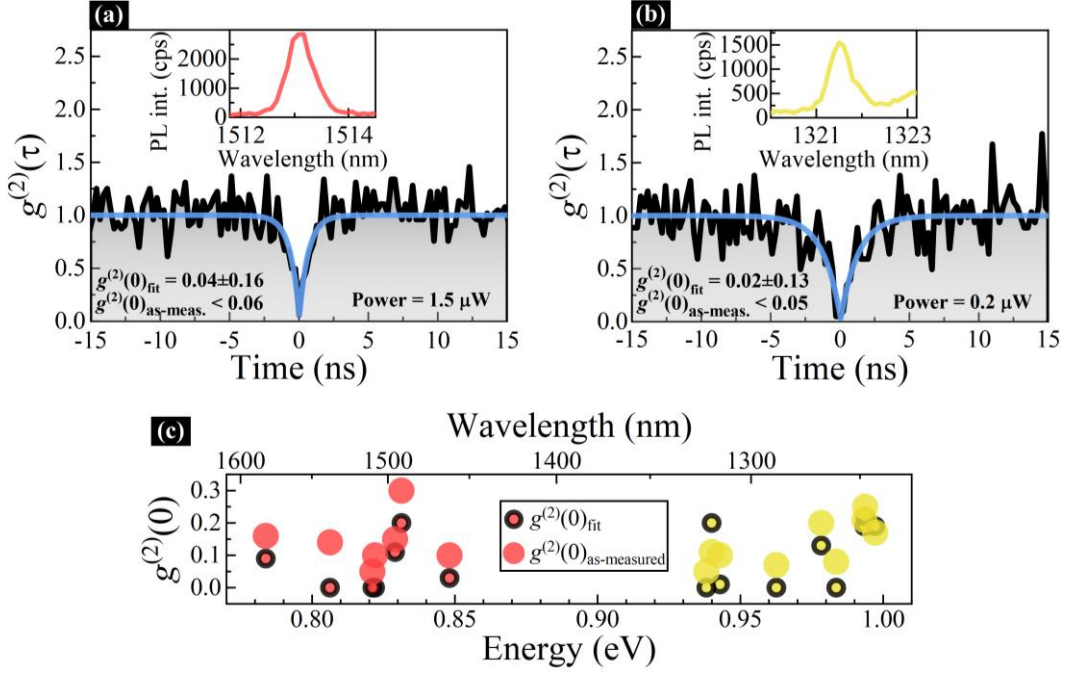 (a)
2.5
2.0
1.5
1.0
0.5
0.0
g(2)(τ)
PL int. (cps)
2000
1000
0
1512 1514
Wavelength (nm)
g(2)(0)fit = 0.04±0.16
g(2)(0)as-meas. < 0.06
Power = 1.5 μW
-15 -10 -5 0 5 10 15
Time (ns)
(b)
2.5
2.0
1.5
1.0
0.5
0.0
g(2)(τ)
PL int. (cps)
1500
1000
500
0
1321 1323
Wavelength (nm)
g(2)(0)fit = 0.02±0.13
g(2)(0)as-meas. < 0.05
Power = 0.2 μW
-15 -10 -5 0 5 10 15
Time (ns)
(c)
Wavelength (nm)
1600 1500 1400 1300
g(2)(0)
0.3
0.2
0.1
0.0
g(2)(0)fit
g(2)(0)as-measured
0.80 0.85 0.90 0.95 1.00
Energy (eV)